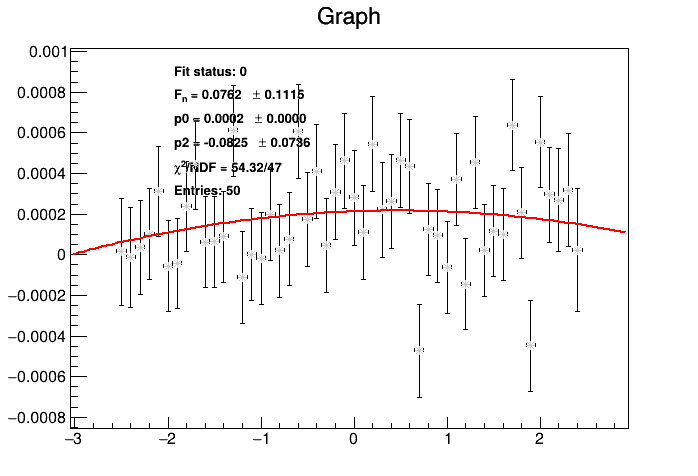 Graph
0.001
0.0008
0.0006
0.0004
0.0002
0
−0.0002
−0.0004
−0.0006
−0.0008
Fit status: 0
Fn = 0.0762 ± 0.1115
p0 = 0.0002 ± 0.0000
p2 = -0.0825 ± 0.0736
χ²/NDF = 54.32/47
Entries: 50
−3 −2 −1 0 1 2